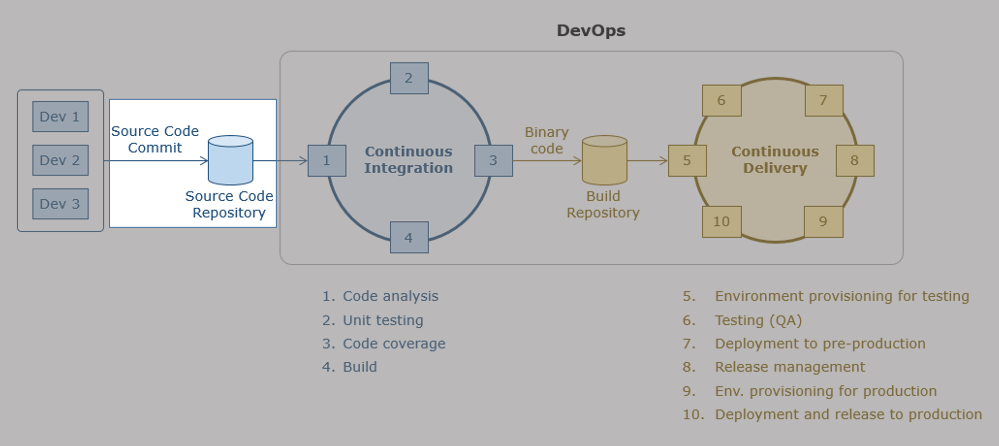 DevOps
Dev 1
Dev 2
Dev 3
Source Code
Commit
Source Code
Repository
1
2
3
4
Continuous
Integration
Binary
code
Build
Repository
5
6
7
8
9
10
Continuous
Delivery
1. Code analysis
2. Unit testing
3. Code coverage
4. Build
5. Environment provisioning for testing
6. Testing (QA)
7. Deployment to pre-production
8. Release management
9. Env. provisioning for production
10. Deployment and release to production